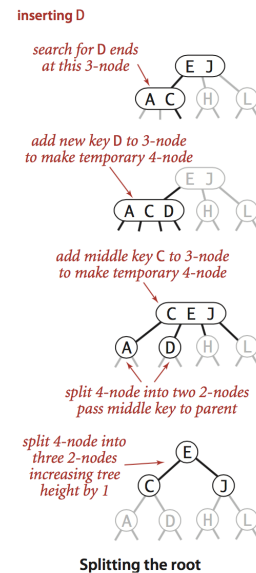 inserting D
search for D ends
at this 3-node
E J
A C
H
L
add new key D to 3-node
to make temporary 4-node
E J
A C D
H
L
add middle key C to 3-node
to make temporary 4-node
C E J
A
D
H
L
split 4-node into two 2-nodes
pass middle key to parent
split 4-node into
three 2-nodes
increasing tree
height by 1
E
C
J
A
D
H
L
Splitting the root